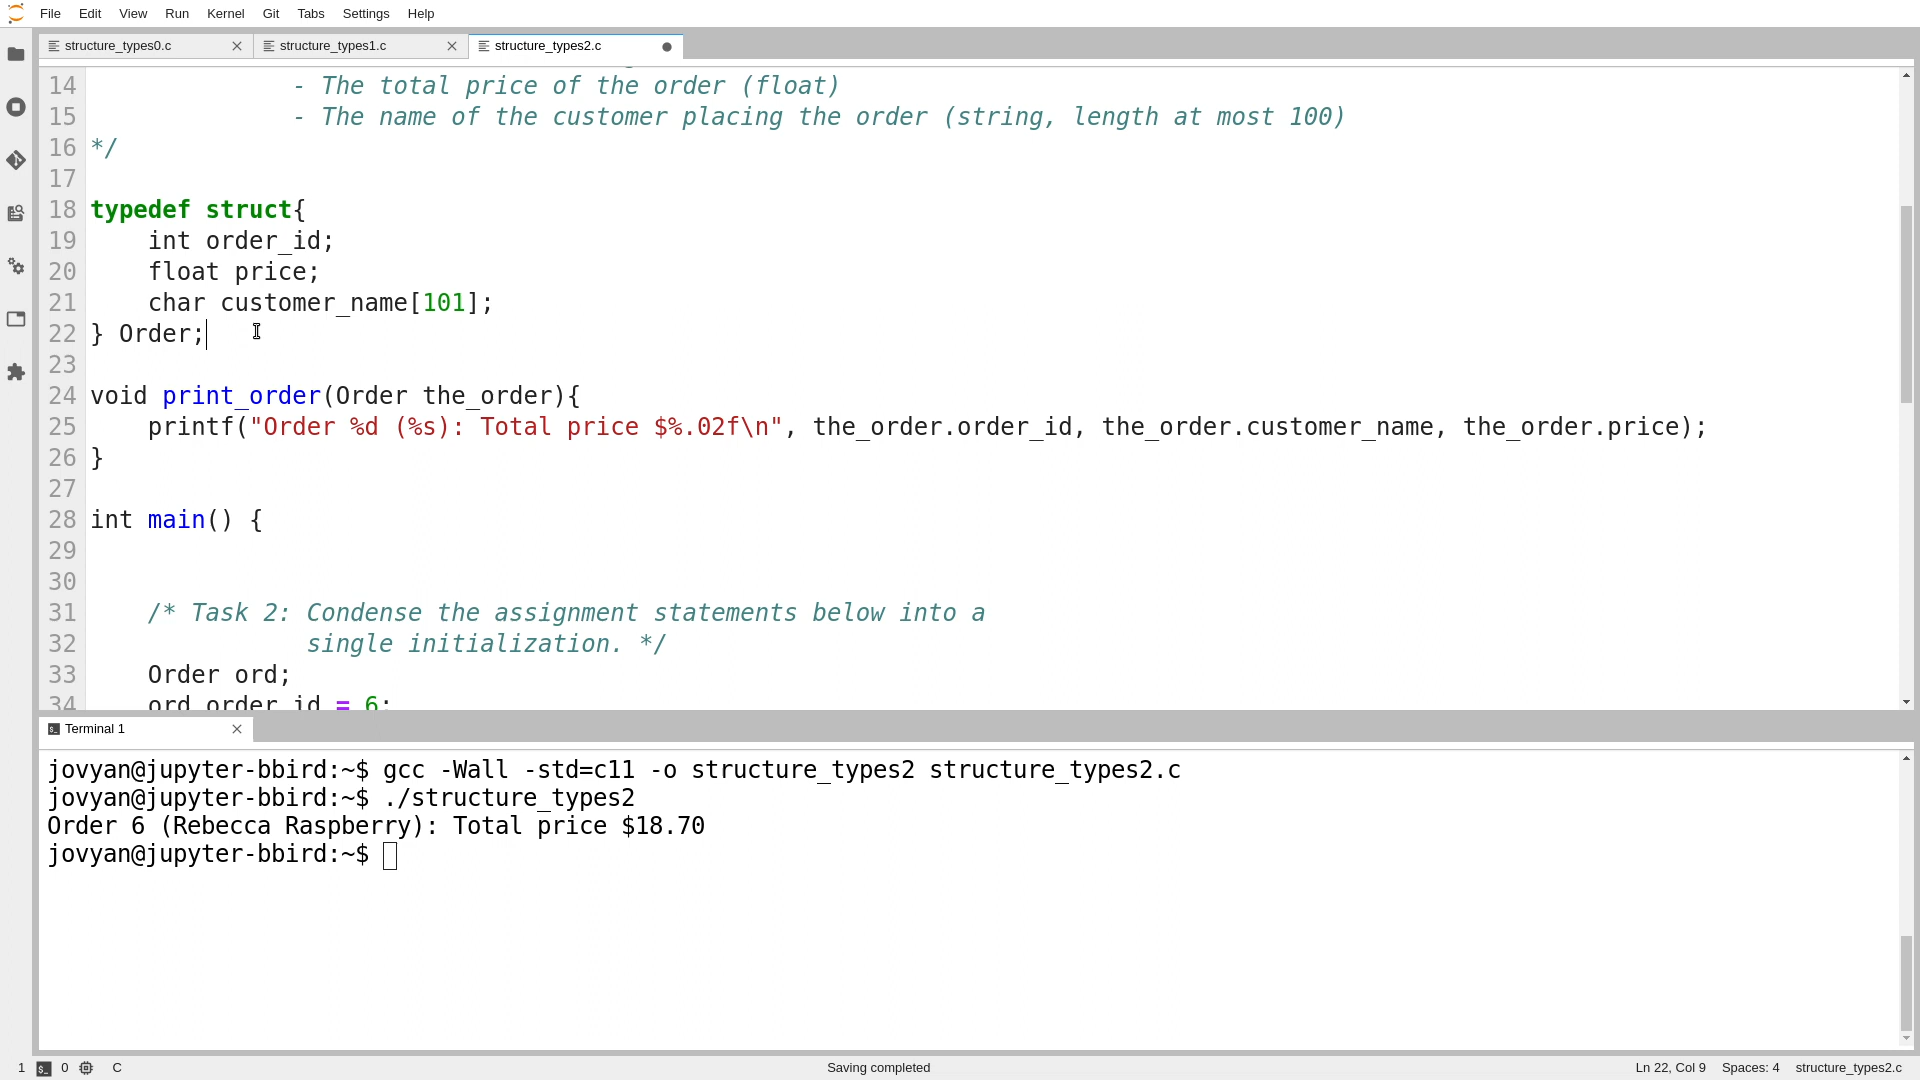 File Edit View Run Kernel Git Tabs Settings Help
structure_types0.c structure_types1.c structure_types2.c
14 - The total price of the order (float)
15 - The name of the customer placing the order (string, length at most 100)
16 */
17
18 typedef struct{
19 int order_id;
20 float price;
21 char customer_name[101];
22 } Order;
23
24 void print_order(Order the_order){
25 printf("Order %d (%s): Total price $%.02f\n", the_order.order_id, the_order.customer_name, the_order.price);
26 }
27
28 int main() {
29
30
31 /* Task 2: Condense the assignment statements below into a
32 single initialization. */
33 Order ord;
34 ord.order_id = 6;
Terminal 1
jovyan@jupyter-bbird:~$ gcc -Wall -std=c11 -o structure_types2 structure_types2.c
jovyan@jupyter-bbird:~$ ./structure_types2
Order 6 (Rebecca Raspberry): Total price $18.70
jovyan@jupyter-bbird:~$
1 0 C Saving completed Ln 22, Col 9 Spaces: 4 structure_types2.c